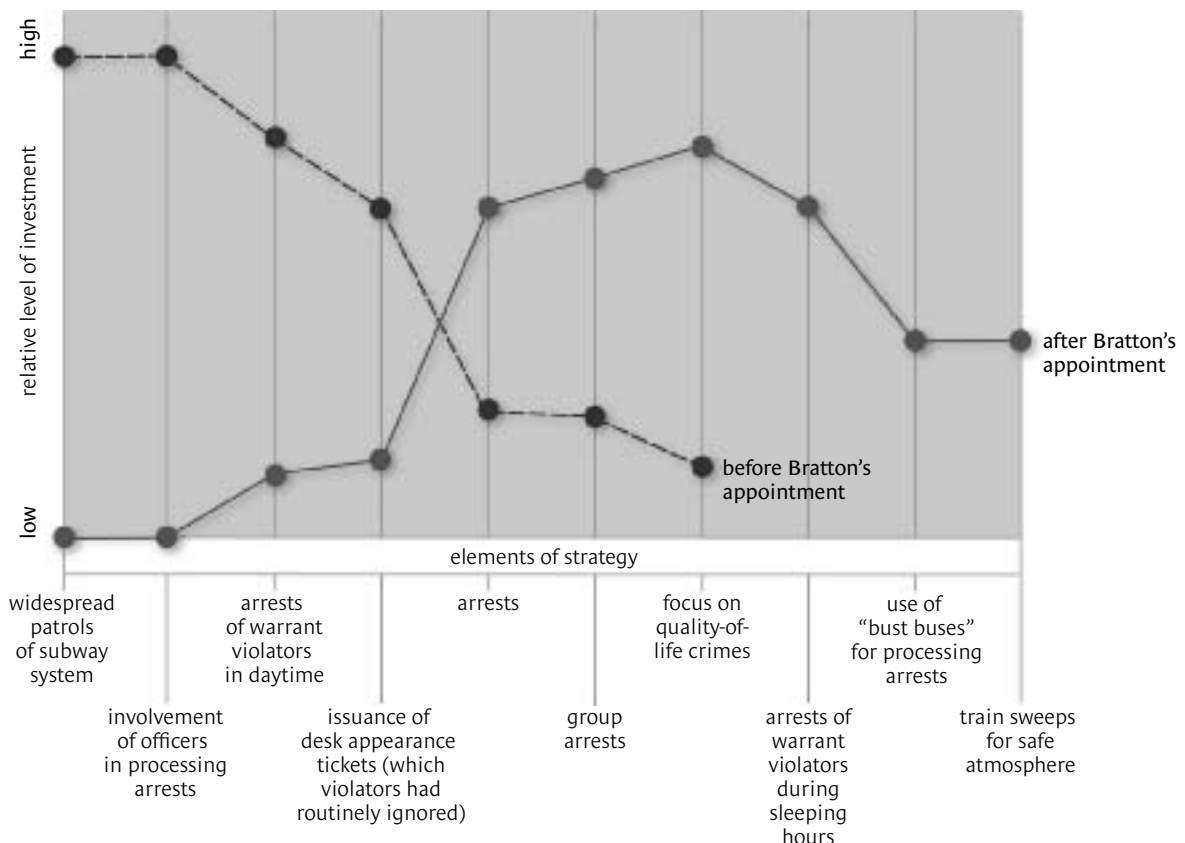 high
relative level of investment
low
after Bratton's
appointment
before Bratton's
appointment
elements of strategy
widespread
patrols
of subway
system
involvement
of officers
in processing
arrests
arrests
of warrant
violators
in daytime
issuance of
desk appearance
tickets (which
violators had
routinely ignored)
arrests
group
arrests
focus on
quality-of-
life crimes
arrests of
warrant
violators
during
sleeping
hours
use of
“bust buses”
for processing
arrests
train sweeps
for safe
atmosphere